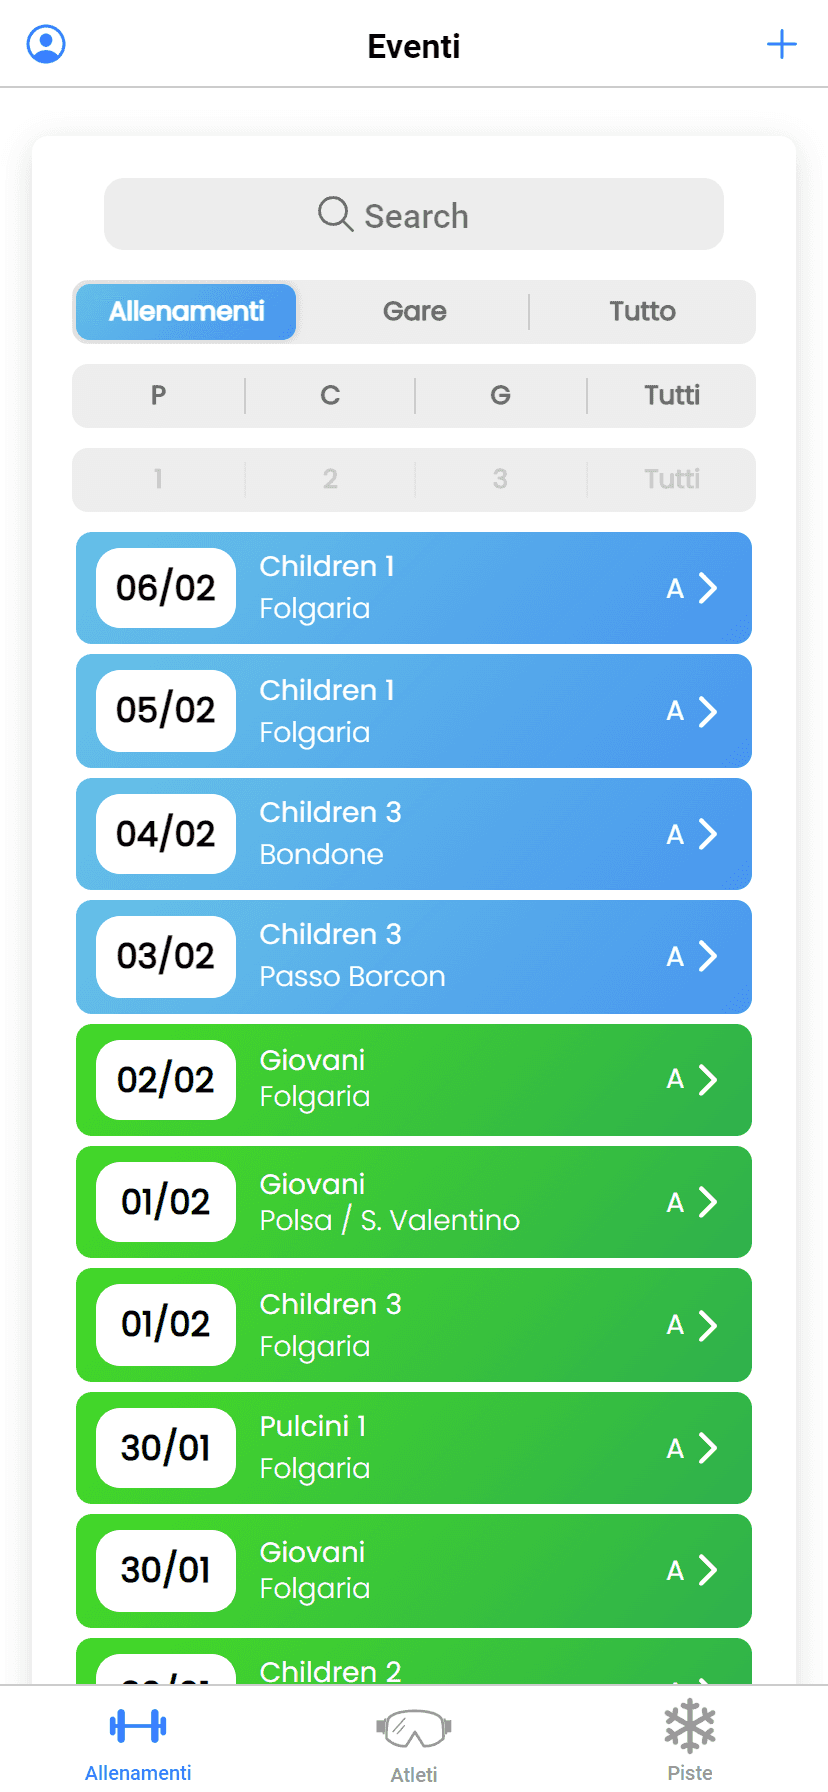 Eventi
Search
Allenamenti Gare Tutto
P C G Tutti
1 2 3 Tutti
06/02 Children 1 A
Folgaria
05/02 Children 1 A
Folgaria
04/02 Children 3 A
Bondone
03/02 Children 3 A
Passo Borcon
02/02 Giovani A
Folgaria
01/02 Giovani A
Polsa / S. Valentino
01/02 Children 3 A
Folgaria
30/01 Pulcini 1 A
Folgaria
30/01 Giovani A
Folgaria
Children 2
Allenamenti Atleti Piste